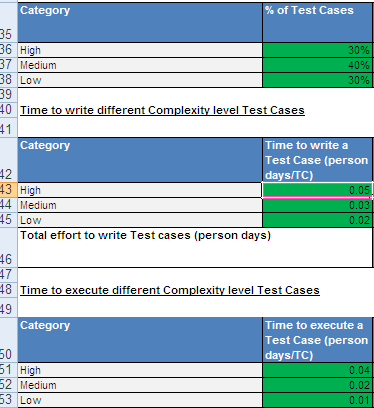 Category % of Test Cases
35
36 High 30%
37 Medium 40%
38 Low 30%
39
40 Time to write different Complexity level Test Cases
41
Category Time to write a
Test Case (person
42 days/TC)
43 High 0.05
44 Medium 0.03
45 Low 0.02
Total effort to write Test cases (person days)
46
47
48 Time to execute different Complexity level Test Cases
49
Category Time to execute a
Test Case (person
50 days/TC)
51 High 0.04
52 Medium 0.02
53 Low 0.01